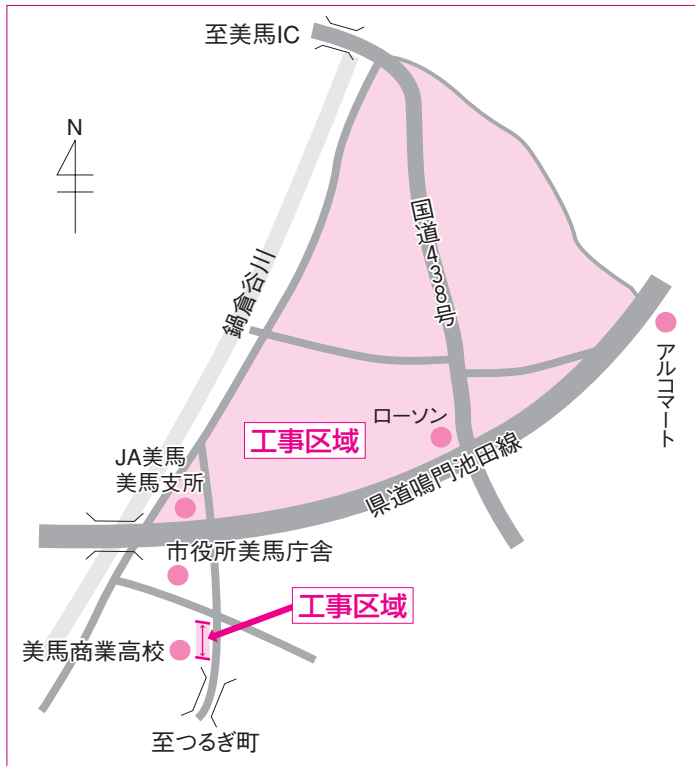 至美馬IC
N
鍋倉谷川
国道438号
アルコマート
ローソン
工事区域
JA美馬
美馬支所
県道鳴門池田線
市役所美馬庁舎
工事区域
美馬商業高校
至つるぎ町